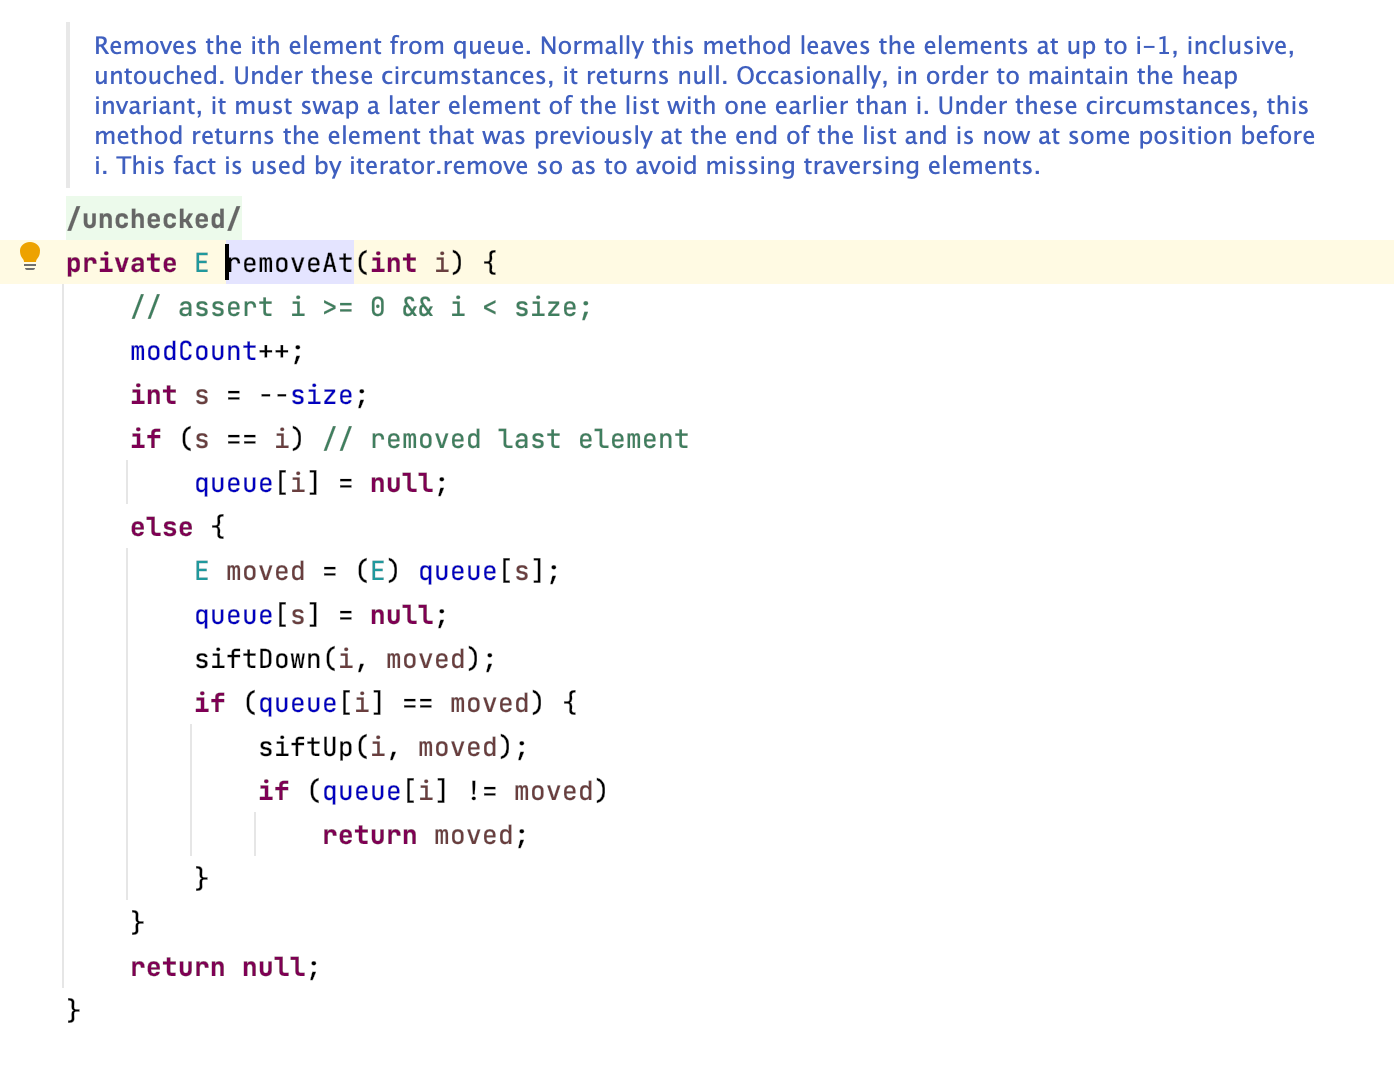 Removes the ith element from queue. Normally this method leaves the elements at up to i−1, inclusive,
untouched. Under these circumstances, it returns null. Occasionally, in order to maintain the heap
invariant, it must swap a later element of the list with one earlier than i. Under these circumstances, this
method returns the element that was previously at the end of the list and is now at some position before
i. This fact is used by iterator.remove so as to avoid missing traversing elements.
/unchecked/
private E removeAt(int i) {
    // assert i >= 0 && i < size;
    modCount++;
    int s = --size;
    if (s == i) // removed last element
        queue[i] = null;
    else {
        E moved = (E) queue[s];
        queue[s] = null;
        siftDown(i, moved);
        if (queue[i] == moved) {
            siftUp(i, moved);
            if (queue[i] != moved)
                return moved;
        }
    }
    return null;
}